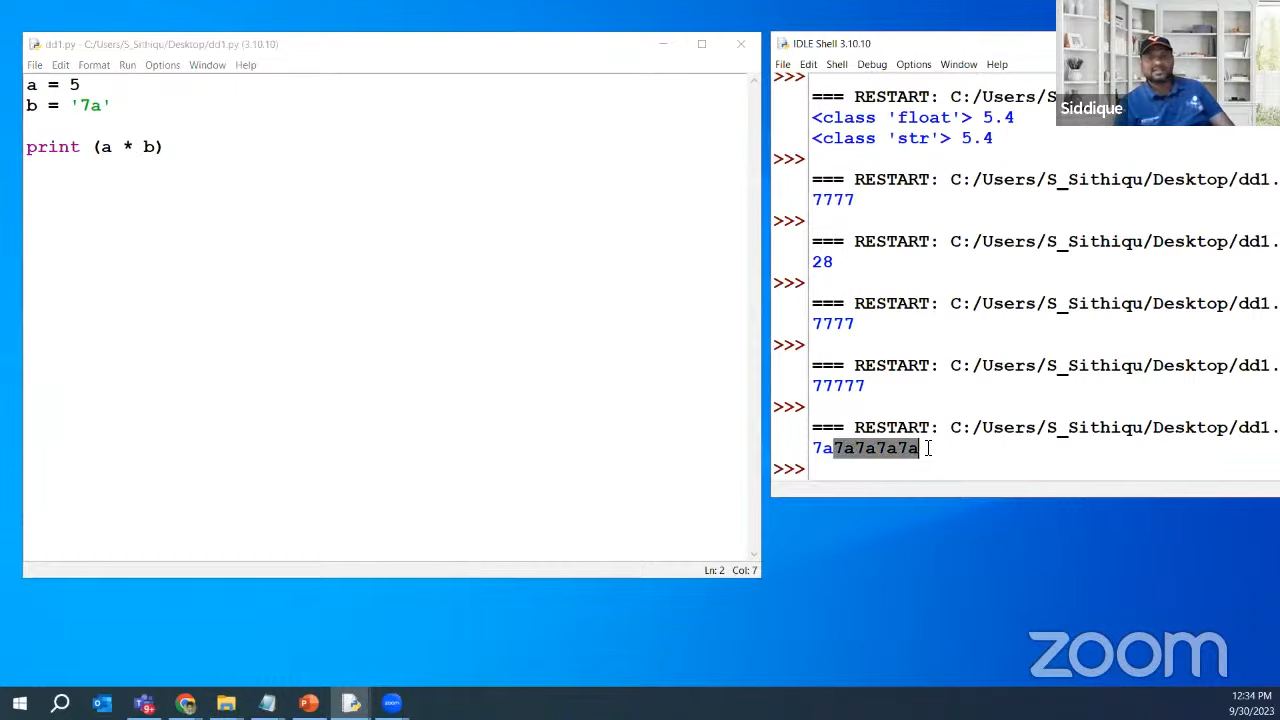 dd1.py - C:/Users/S_Sithiqu/Desktop/dd1.py (3.10.10)
File Edit Format Run Options Window Help
a = 5
b = '7a'
print (a * b)
Ln: 2 Col: 7
IDLE Shell 3.10.10
File Edit Shell Debug Options Window Help
>>>
=== RESTART: C:/Users/S
<class 'float'> 5.4
<class 'str'> 5.4
>>>
=== RESTART: C:/Users/S_Sithiqu/Desktop/dd1.
7777
>>>
=== RESTART: C:/Users/S_Sithiqu/Desktop/dd1.
28
>>>
=== RESTART: C:/Users/S_Sithiqu/Desktop/dd1.
7777
>>>
=== RESTART: C:/Users/S_Sithiqu/Desktop/dd1.
77777
>>>
=== RESTART: C:/Users/S_Sithiqu/Desktop/dd1.
7a7a7a7a7a
>>>
Siddique
zoom
zoom
12:34 PM
9/30/2023